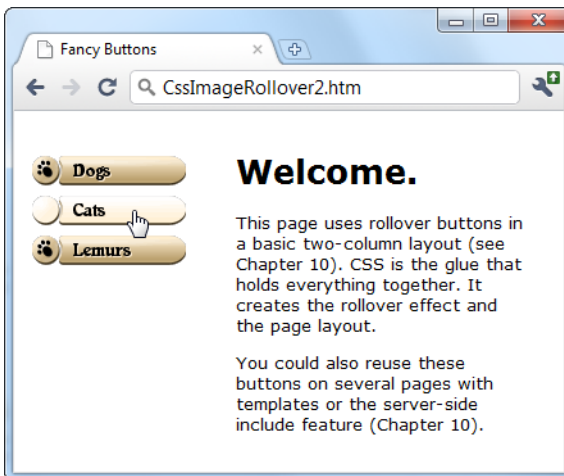 Fancy Buttons
CssImageRollover2.htm
Dogs
Cats
Lemurs
Welcome.
This page uses rollover buttons in
a basic two-column layout (see
Chapter 10). CSS is the glue that
holds everything together. It
creates the rollover effect and
the page layout.
You could also reuse these
buttons on several pages with
templates or the server-side
include feature (Chapter 10).